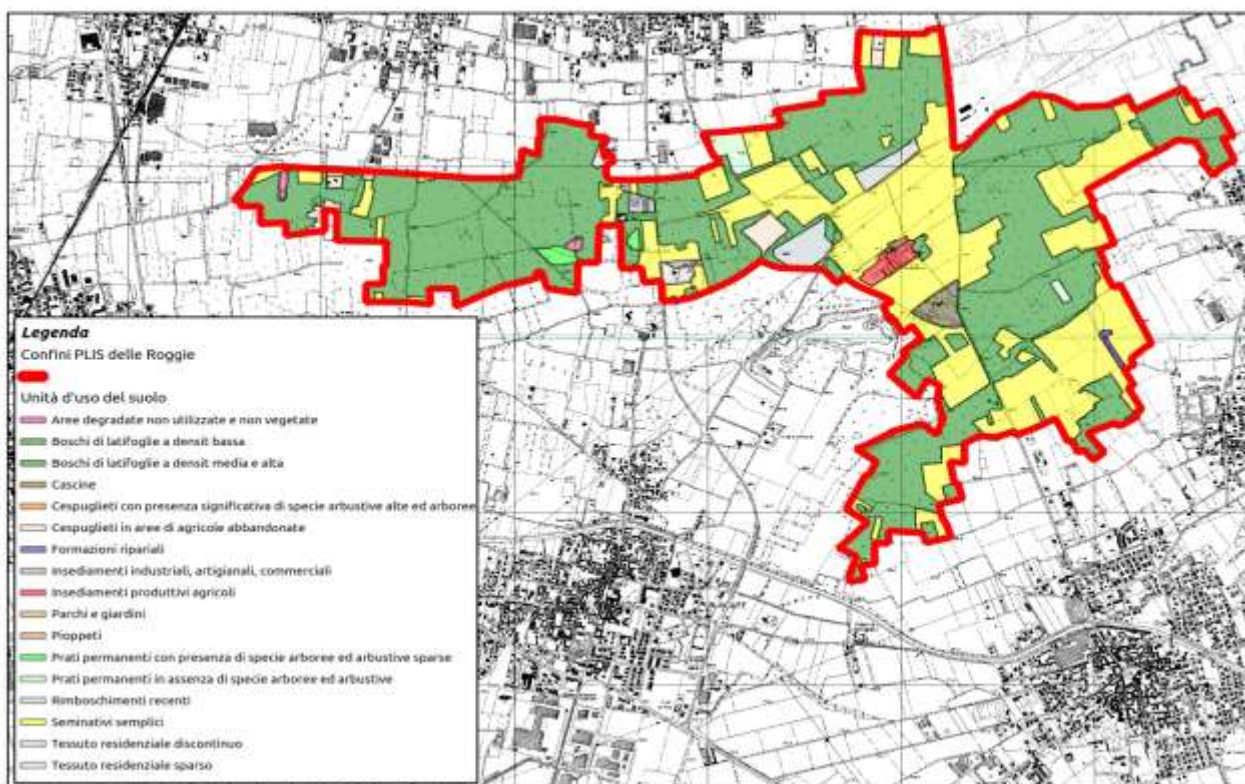 Legenda
Confini PLIS delle Roggie
Unità d'uso del suolo
Aree degradate non utilizzate e non vegetate
Boschi di latifoglie a densit bassa
Boschi di latifoglie a densit media e alta
Cascine
Cespuglieti con presenza significativa di specie arbustive alte ed arboree
Cespuglieti in aree di agricole abbandonate
Formazioni ripariali
Insediamenti industriali, artigianali, commerciali
Insediamenti produttivi agricoli
Parchi e giardini
Pioppeti
Prati permanenti con presenza di specie arboree ed arbustive sparse
Prati permanenti in assenza di specie arboree ed arbustive
Rimboschimenti recenti
Seminativi semplici
Tessuto residenziale discontinuo
Tessuto residenziale sparso